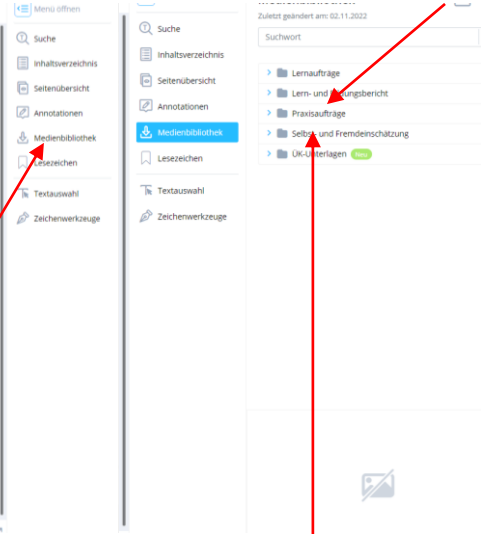 Menü öffnen
Suche
Inhaltsverzeichnis
Seitenübersicht
Annotationen
Medienbibliothek
Lesezeichen
Textauswahl
Zeichenwerkzeuge
Suche
Inhaltsverzeichnis
Seitenübersicht
Annotationen
Medienbibliothek
Lesezeichen
Textauswahl
Zeichenwerkzeuge
Zuletzt geändert am: 02.11.2022
Suchwort
Lernaufträge
Lern- und
Praxisaufträge
Selbst- und Fremdeinschätzung
ÜK-Unterlagen Neu